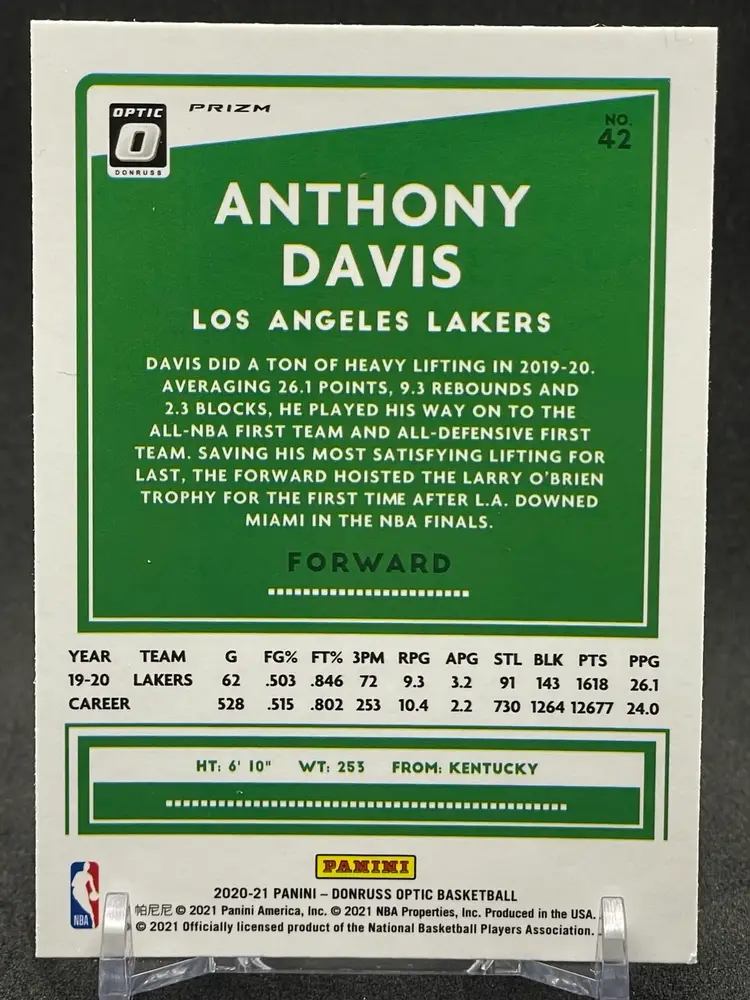 OPTIC
O
DONRUSS
PRIZM
NO.
42
ANTHONY
DAVIS
LOS ANGELES LAKERS
DAVIS DID A TON OF HEAVY LIFTING IN 2019-20.
AVERAGING 26.1 POINTS, 9.3 REBOUNDS AND
2.3 BLOCKS, HE PLAYED HIS WAY ON TO THE
ALL-NBA FIRST TEAM AND ALL-DEFENSIVE FIRST
TEAM. SAVING HIS MOST SATISFYING LIFTING FOR
LAST, THE FORWARD HOISTED THE LARRY O'BRIEN
TROPHY FOR THE FIRST TIME AFTER L.A. DOWNED
MIAMI IN THE NBA FINALS.
FORWARD
YEAR TEAM G FG% FT% 3PM RPG APG STL BLK PTS PPG
19-20 LAKERS 62 .503 .846 72 9.3 3.2 91 143 1618 26.1
CAREER 528 .515 .802 253 10.4 2.2 730 1264 12677 24.0
HT: 6' 10" WT: 253 FROM: KENTUCKY
PANINI
2020-21 PANINI – DONRUSS OPTIC BASKETBALL
NBA
帕尼尼 © 2021 Panini America, Inc. © 2021 NBA Properties, Inc. Produced in the USA.
© 2021 Officially licensed product of the National Basketball Players Association.